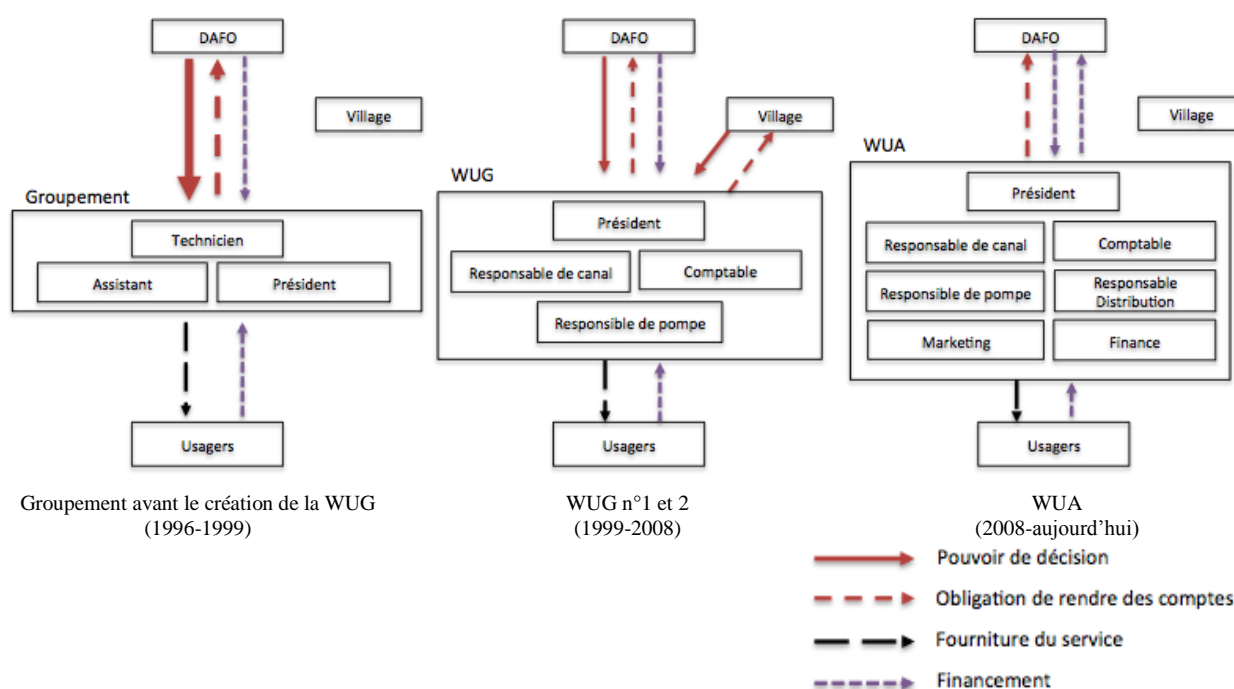 DAFO
Village
Groupement
Technicien
Assistant
Président
Usagers
Groupement avant le création de la WUG
(1996-1999)
DAFO
Village
WUG
Président
Responsable de canal
Comptable
Responsible de pompe
Usagers
WUG n°1 et 2
(1999-2008)
DAFO
Village
WUA
Président
Responsable de canal
Comptable
Responsible de pompe
Responsable
Distribution
Marketing
Finance
Usagers
WUA
(2008-aujourd'hui)
Pouvoir de décision
Obligation de rendre des comptes
Fourniture du service
Financement